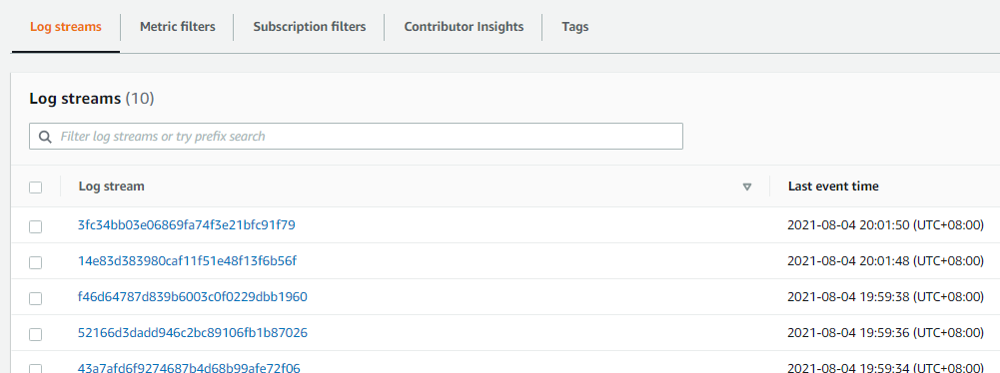 Log streams Metric filters Subscription filters Contributor Insights Tags
Log streams (10)
Filter log streams or try prefix search
Log stream Last event time
3fc34bb03e06869fa74f3e21bfc91f79 2021-08-04 20:01:50 (UTC+08:00)
14e83d383980caf11f51e48f13f6b56f 2021-08-04 20:01:48 (UTC+08:00)
f46d64787d839b6003c0f0229dbb1960 2021-08-04 19:59:38 (UTC+08:00)
52166d3dadd946c2bc89106fb1b87026 2021-08-04 19:59:36 (UTC+08:00)
43a7afd6f9274687b4d68b99afe72f06 2021-08-04 19:59:34 (UTC+08:00)